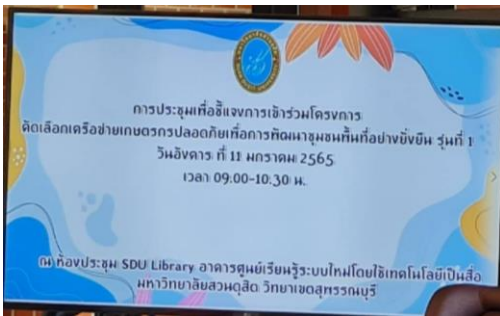 การประชุมเพื่อชี้แจงการเข้าร่วมโครงการ
คัดเลือกเครือข่ายเกษตรกรปลอดภัยเพื่อการพัฒนาชุมชนพื้นที่อย่างยั่งยืน รุ่นที่ 1
วันอังคาร ที่ 11 มกราคม 2565
เวลา 09:00-10.30 น.
ณ ห้องประชุม SDU Library อาคารศูนย์เรียนรู้ระบบใหม่โดยใช้เทคโนโลยีเป็นสื่อ
มหาวิทยาลัยสวนดุสิต วิทยาเขตสุพรรณบุรี